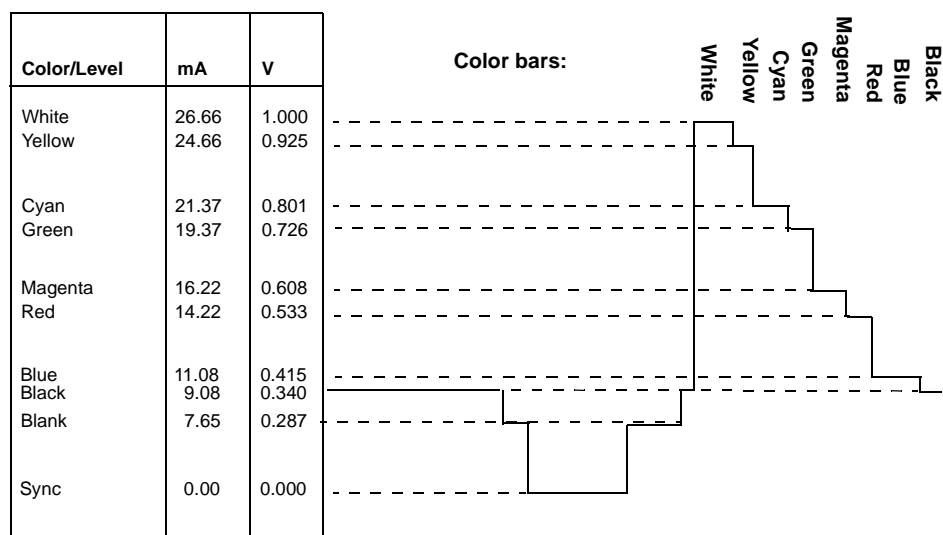 Color/Level mA V
Color bars:
White
Yellow
Cyan
Green
Magenta
Red
Blue
Black
White 26.66 1.000
Yellow 24.66 0.925
Cyan 21.37 0.801
Green 19.37 0.726
Magenta 16.22 0.608
Red 14.22 0.533
Blue 11.08 0.415
Black 9.08 0.340
Blank 7.65 0.287
Sync 0.00 0.000